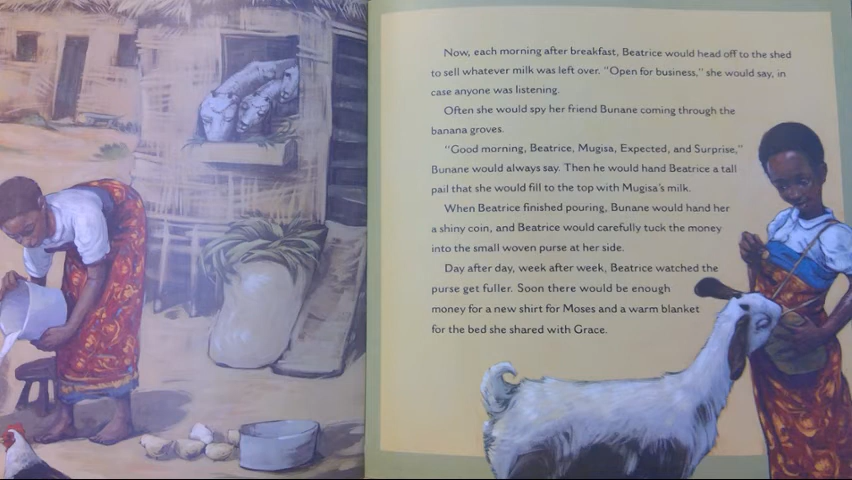 Now, each morning after breakfast, Beatrice would head off to the shed
to sell whatever milk was left over. “Open for business,” she would say, in
case anyone was listening.
Often she would spy her friend Bunane coming through the
banana groves.
“Good morning, Beatrice, Mugisa, Expected, and Surprise,”
Bunane would always say. Then he would hand Beatrice a tall
pail that she would fill to the top with Mugisa’s milk.
When Beatrice finished pouring, Bunane would hand her
a shiny coin, and Beatrice would carefully tuck the money
into the small woven purse at her side.
Day after day, week after week, Beatrice watched the
purse get fuller. Soon there would be enough
money for a new shirt for Moses and a warm blanket
for the bed she shared with Grace.